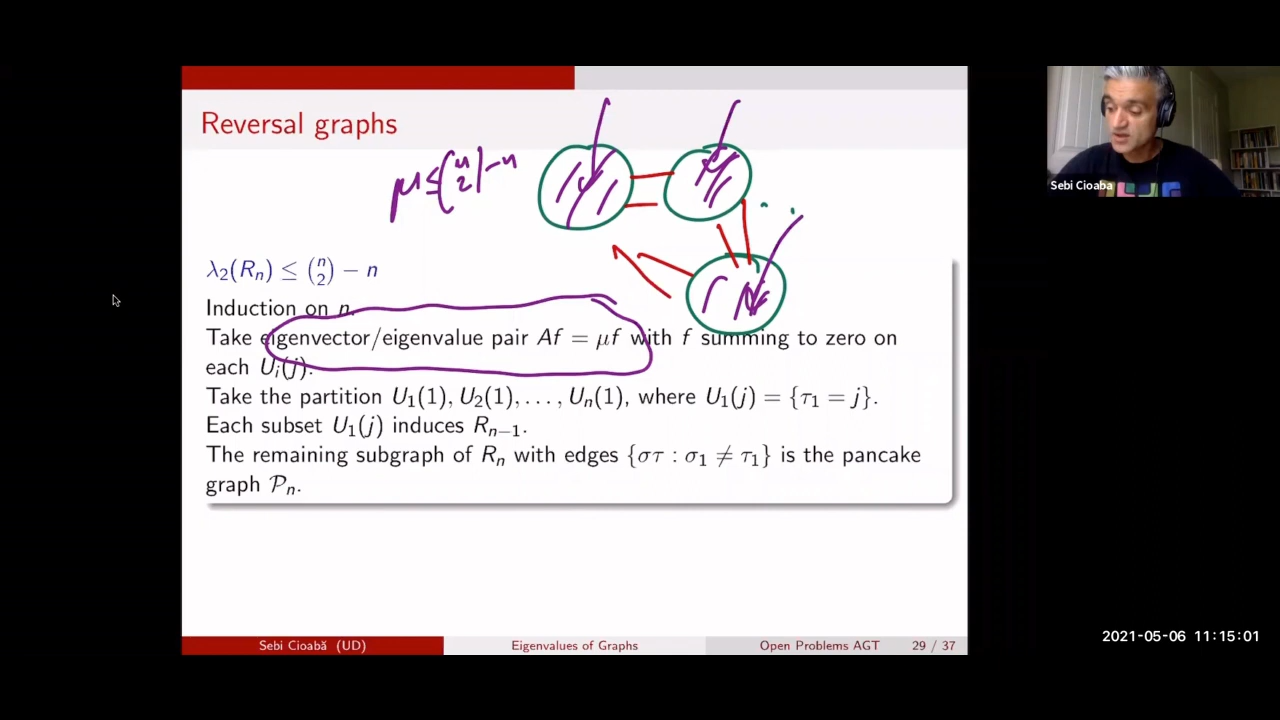 Reversal graphs
μ ≤ (n 2) - n
Sebi Cioaba
λ₂(Rₙ) ≤ (n 2) − n
Induction on n.
Take eigenvector/eigenvalue pair Af = μf with f summing to zero on
each Uᵢ(j).
Take the partition U₁(1), U₂(1), . . . , Uₙ(1), where U₁(j) = {τ₁ = j}.
Each subset U₁(j) induces Rₙ₋₁.
The remaining subgraph of Rₙ with edges {στ : σ₁ ≠ τ₁} is the pancake
graph 𝒫ₙ.
Sebi Cioabă (UD) Eigenvalues of Graphs Open Problems AGT 29 / 37
2021-05-06 11:15:01